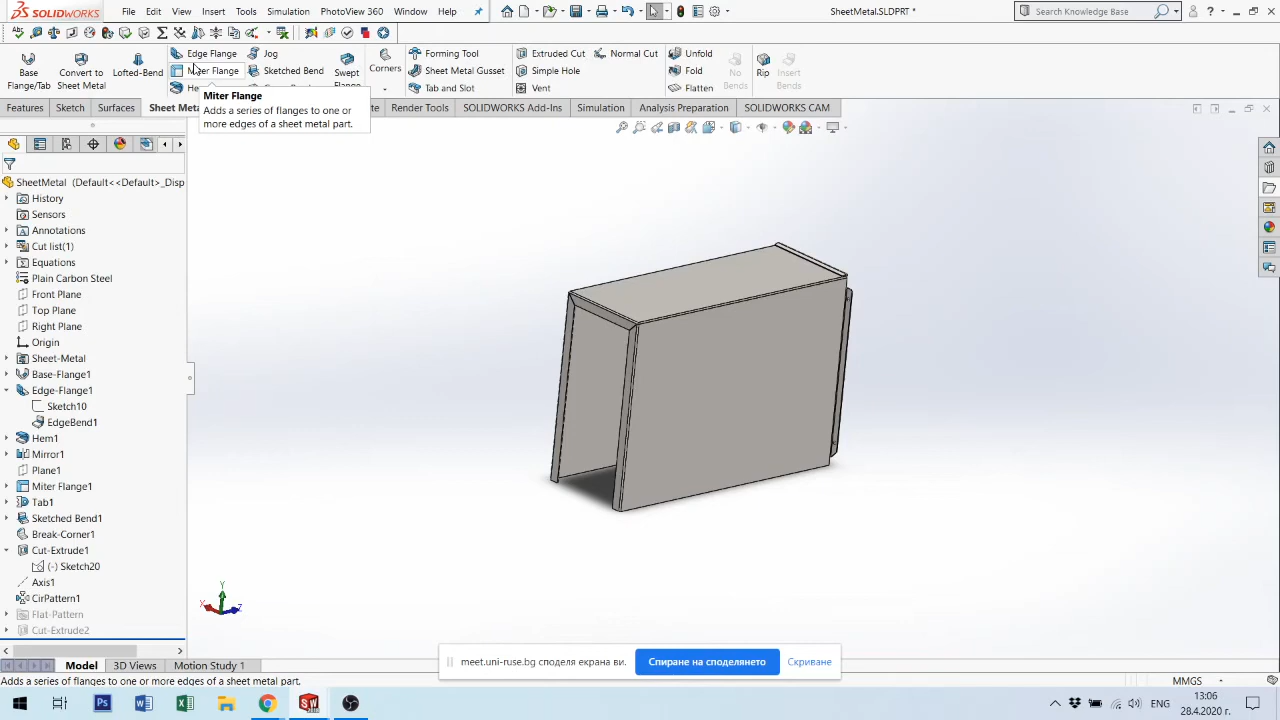 SOLIDWORKS File Edit View Insert Tools Simulation PhotoView 360 Window Help SheetMetal.SLDPRT * Search Knowledge Base
Edge Flange Jog Forming Tool Extruded Cut Normal Cut Unfold
Base Flange/Tab Convert to Sheet Metal Lofted-Bend Miter Flange Sketched Bend Swept Flange Corners Sheet Metal Gusset Simple Hole Fold No Bends Rip Insert Bends
Tab and Slot Vent Flatten
Features Sketch Surfaces Sheet Meta Render Tools SOLIDWORKS Add-Ins Simulation Analysis Preparation SOLIDWORKS CAM
Miter Flange
Adds a series of flanges to one or
more edges of a sheet metal part.
SheetMetal (Default<<Default>_Disp
History
Sensors
Annotations
Cut list(1)
Equations
Plain Carbon Steel
Front Plane
Top Plane
Right Plane
Origin
Sheet-Metal
Base-Flange1
Edge-Flange1
Sketch10
EdgeBend1
Hem1
Mirror1
Plane1
Miter Flange1
Tab1
Sketched Bend1
Break-Corner1
Cut-Extrude1
(-) Sketch20
Axis1
CirPattern1
Flat-Pattern
Cut-Extrude2
Y
X
Z
meet.uni-ruse.bg споделя екрана ви. Спиране на споделянето Скриване
Model 3D Views Motion Study 1
Adds a series of flanges to one or more edges of a sheet metal part. MMGS
ENG 13:06
28.4.2020 г.